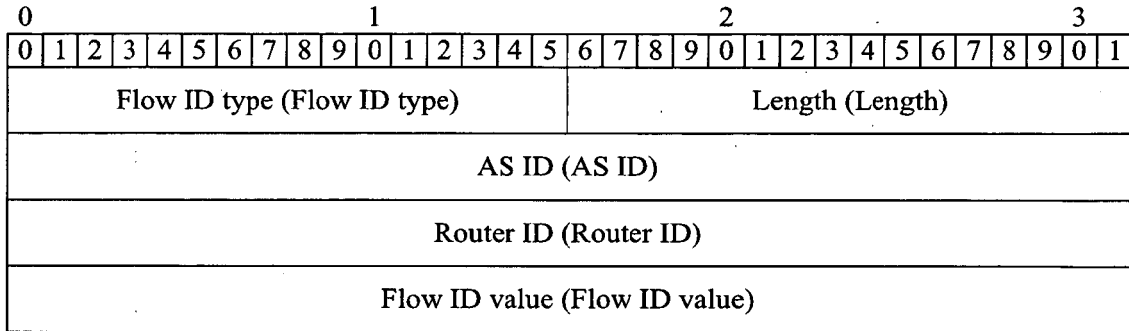 0 1 2 3
0 1 2 3 4 5 6 7 8 9 0 1 2 3 4 5 6 7 8 9 0 1 2 3 4 5 6 7 8 9 0 1
Flow ID type (Flow ID type) Length (Length)
AS ID (AS ID)
Router ID (Router ID)
Flow ID value (Flow ID value)